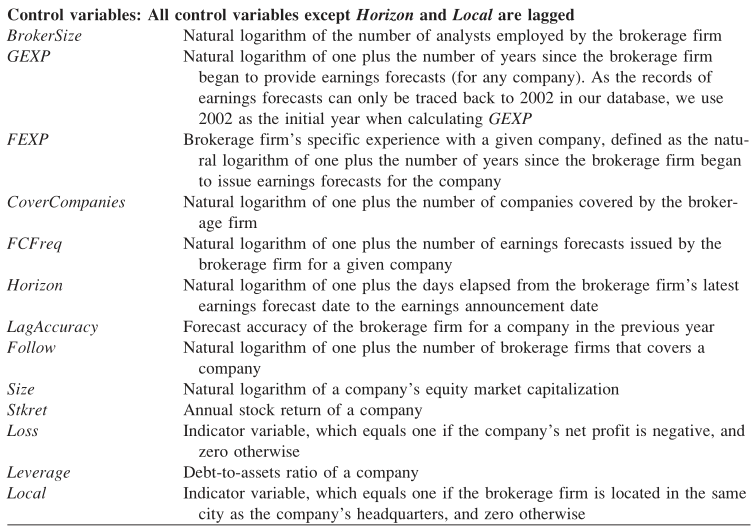 Control variables: All control variables except Horizon and Local are lagged
BrokerSize Natural logarithm of the number of analysts employed by the brokerage firm
GEXP Natural logarithm of one plus the number of years since the brokerage firm
began to provide earnings forecasts (for any company). As the records of
earnings forecasts can only be traced back to 2002 in our database, we use
2002 as the initial year when calculating GEXP
FEXP Brokerage firm's specific experience with a given company, defined as the natu-
ral logarithm of one plus the number of years since the brokerage firm began
to issue earnings forecasts for the company
CoverCompanies Natural logarithm of one plus the number of companies covered by the broker-
age firm
FCFreq Natural logarithm of one plus the number of earnings forecasts issued by the
brokerage firm for a given company
Horizon Natural logarithm of one plus the days elapsed from the brokerage firm's latest
earnings forecast date to the earnings announcement date
LagAccuracy Forecast accuracy of the brokerage firm for a company in the previous year
Follow Natural logarithm of one plus the number of brokerage firms that covers a
company
Size Natural logarithm of a company's equity market capitalization
Stkret Annual stock return of a company
Loss Indicator variable, which equals one if the company's net profit is negative, and
zero otherwise
Leverage Debt-to-assets ratio of a company
Local Indicator variable, which equals one if the brokerage firm is located in the same
city as the company's headquarters, and zero otherwise